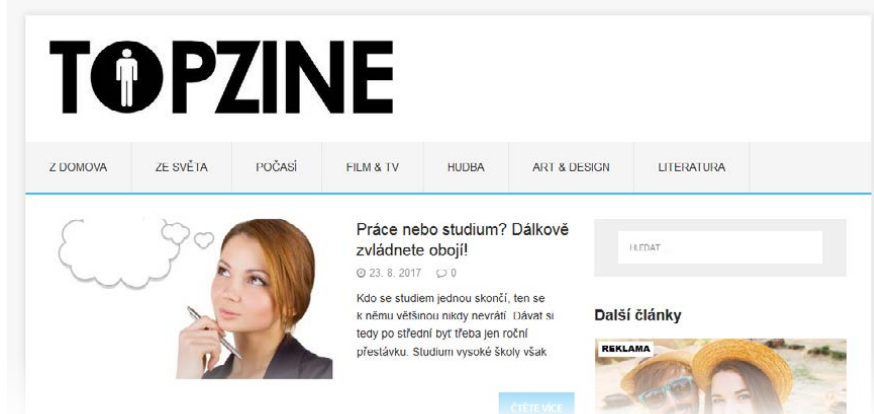 TOPZINE
Z DOMOVA
ZE SVĚTA
POČASÍ
FILM & TV
HUDBA
ART & DESIGN
LITERATURA
Práce nebo studium? Dálkově
zvládnete obojí!
23. 8. 2017 0
Kdo se studiem jednou skončí, ten se
k němu většinou nikdy nevrátí. Dávat si
tedy po střední být třeba jen roční
přestávku. Studium vysoké školy však
ČTĚTE VÍCE
HLEDAT
Další články
REKLAMA